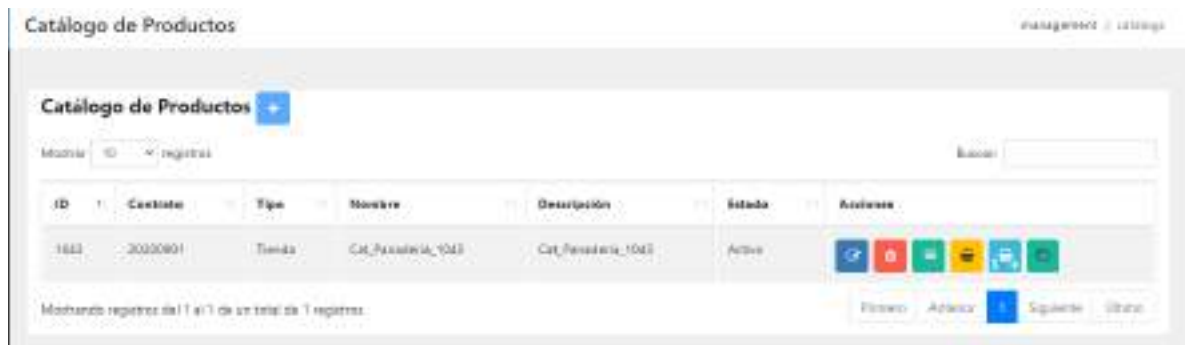 Catálogo de Productos
management / catálogo
Catálogo de Productos +
Mostrar 10 registros
Buscar:
ID Contrato Tipo Nombre Descripción Estado Acciones
1043 20200901 Tienda Cat_Panaderia_1043 Cat_Panaderia_1043 Activo
Mostrando registros del 1 al 1 de un total de 1 registros
Primero Anterior 1 Siguiente Último